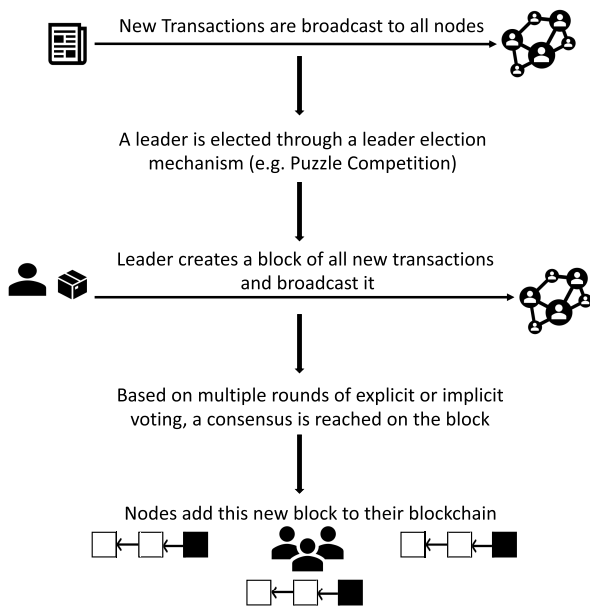 New Transactions are broadcast to all nodes
A leader is elected through a leader election
mechanism (e.g. Puzzle Competition)
Leader creates a block of all new transactions
and broadcast it
Based on multiple rounds of explicit or implicit
voting, a consensus is reached on the block
Nodes add this new block to their blockchain